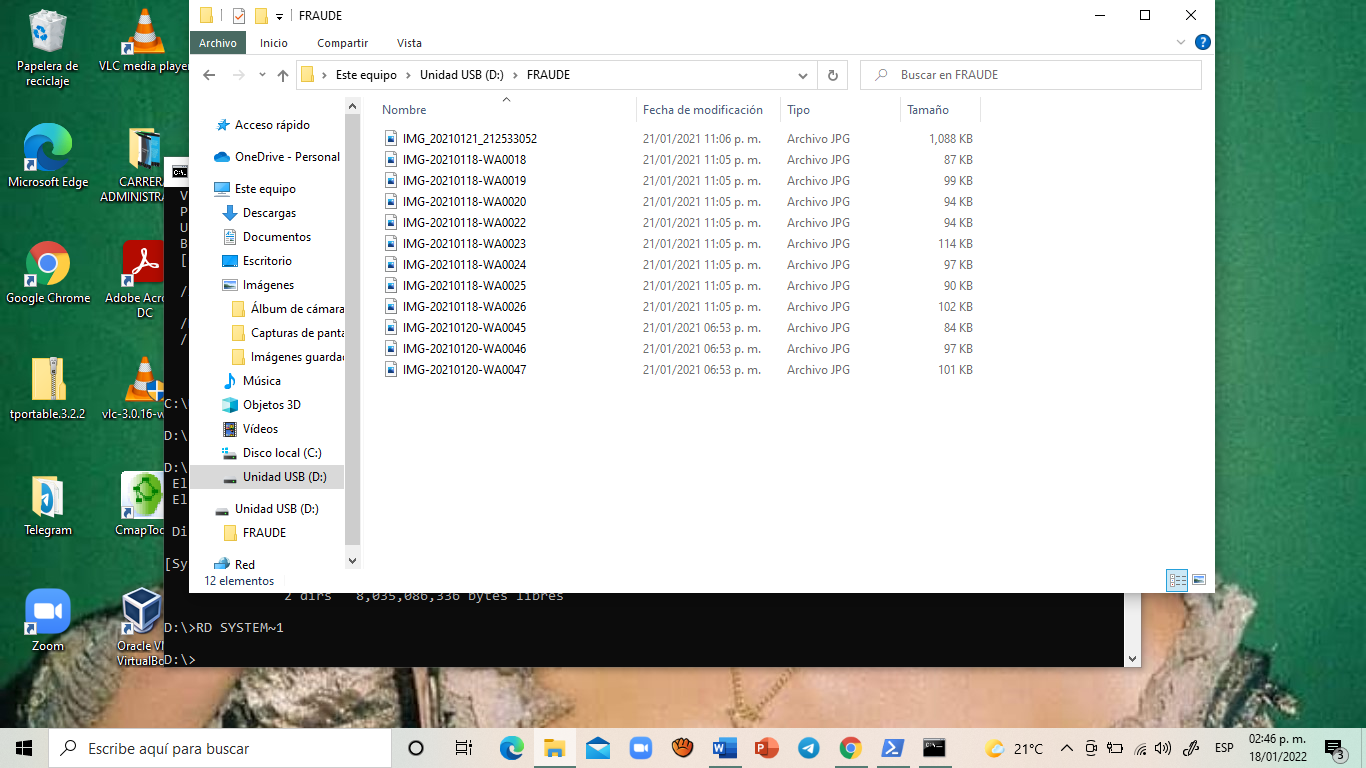 FRAUDE
Archivo Inicio Compartir Vista
Este equipo Unidad USB (D:) FRAUDE
Buscar en FRAUDE
Nombre Fecha de modificación Tipo Tamaño
IMG_20210121_212533052 21/01/2021 11:06 p. m. Archivo JPG 1,088 KB
IMG-20210118-WA0018 21/01/2021 11:05 p. m. Archivo JPG 87 KB
IMG-20210118-WA0019 21/01/2021 11:05 p. m. Archivo JPG 99 KB
IMG-20210118-WA0020 21/01/2021 11:05 p. m. Archivo JPG 94 KB
IMG-20210118-WA0022 21/01/2021 11:05 p. m. Archivo JPG 94 KB
IMG-20210118-WA0023 21/01/2021 11:05 p. m. Archivo JPG 114 KB
IMG-20210118-WA0024 21/01/2021 11:05 p. m. Archivo JPG 97 KB
IMG-20210118-WA0025 21/01/2021 11:05 p. m. Archivo JPG 90 KB
IMG-20210118-WA0026 21/01/2021 11:05 p. m. Archivo JPG 102 KB
IMG-20210120-WA0045 21/01/2021 06:53 p. m. Archivo JPG 84 KB
IMG-20210120-WA0046 21/01/2021 06:53 p. m. Archivo JPG 97 KB
IMG-20210120-WA0047 21/01/2021 06:53 p. m. Archivo JPG 101 KB
Acceso rápido
OneDrive - Personal
Este equipo
Descargas
Documentos
Escritorio
Imágenes
Álbum de cámara
Capturas de panta
Imágenes guardad
Música
Objetos 3D
Vídeos
Disco local (C:)
Unidad USB (D:)
Unidad USB (D:)
FRAUDE
Red
12 elementos
Papelera de
reciclaje
VLC media player
Microsoft Edge
CARRERA
ADMINISTRA
Google Chrome
Adobe Acro
DC
tportable.3.2.2
vlc-3.0.16-w
Telegram
CmapToo
Zoom
Oracle VM
VirtualBo
V
P
U
B
[
/
/
/
C:\
D:\
D:\
El
El
Di
[Sy
2 dirs 8,035,086,336 bytes libres
D:\>RD SYSTEM~1
D:\>
Escribe aquí para buscar
21°C
ESP
02:46 p. m.
18/01/2022
3